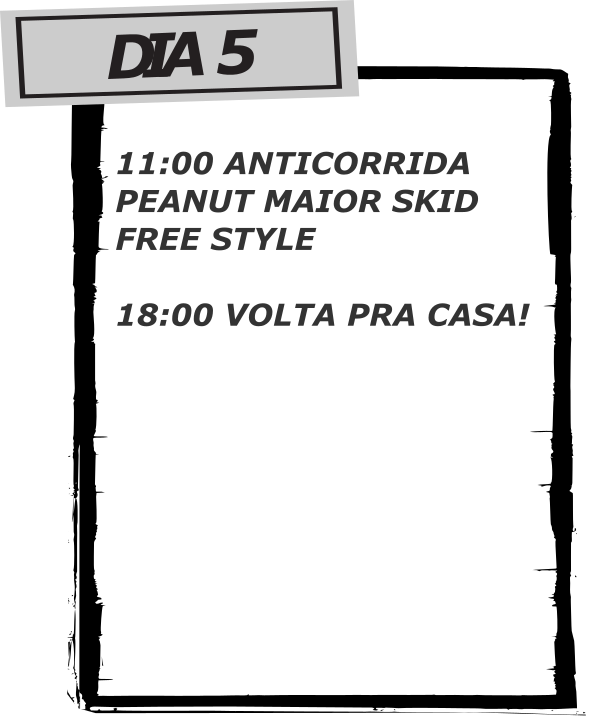 DIA 5
11:00 ANTICORRIDA
PEANUT MAIOR SKID
FREE STYLE
18:00 VOLTA PRA CASA!